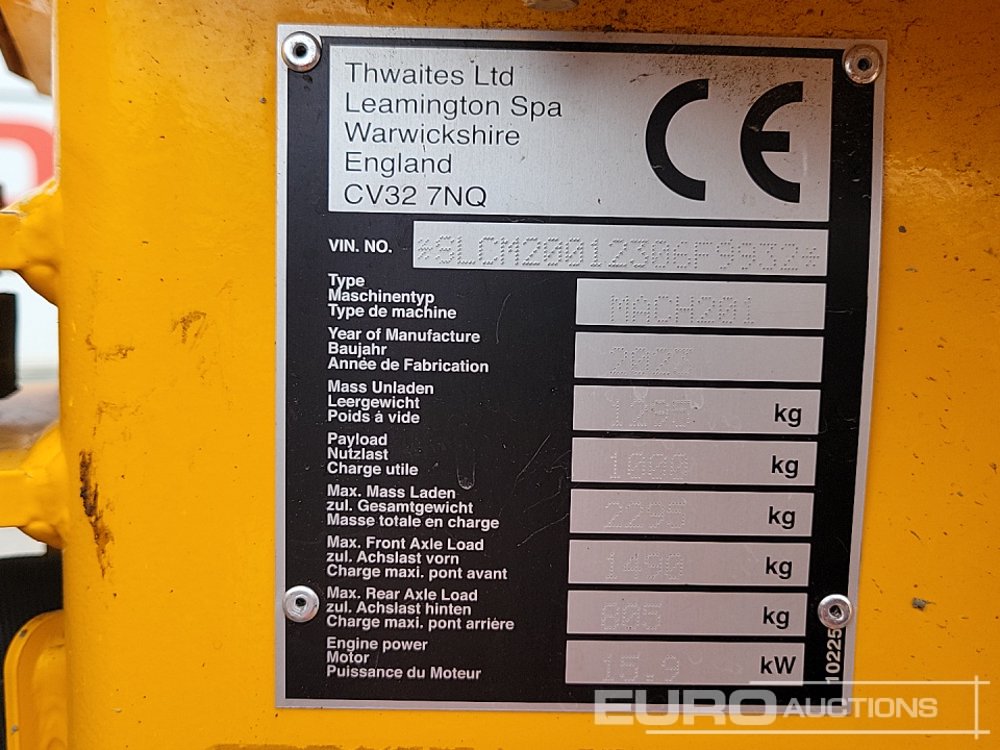 Thwaites Ltd
Leamington Spa
Warwickshire
England
CV32 7NQ
CE
VIN. NO.
Type MACH201
Maschinentyp
Type de machine
Year of Manufacture
Baujahr
Année de Fabrication
Mass Unladen 1295 kg
Leergewicht
Poids á vide
Payload 1000 kg
Nutzlast
Charge utile
Max. Mass Laden 2295 kg
zul. Gesamtgewicht
Masse totale en charge
Max. Front Axle Load 1490 kg
zul. Achslast vorn
Charge maxi. pont avant
Max. Rear Axle Load 805 kg
zul. Achslast hinten
Charge maxi. pont arriére
Engine power 15.9 kW
Motor
Puissance du Moteur
10225
EURO AUCTIONS